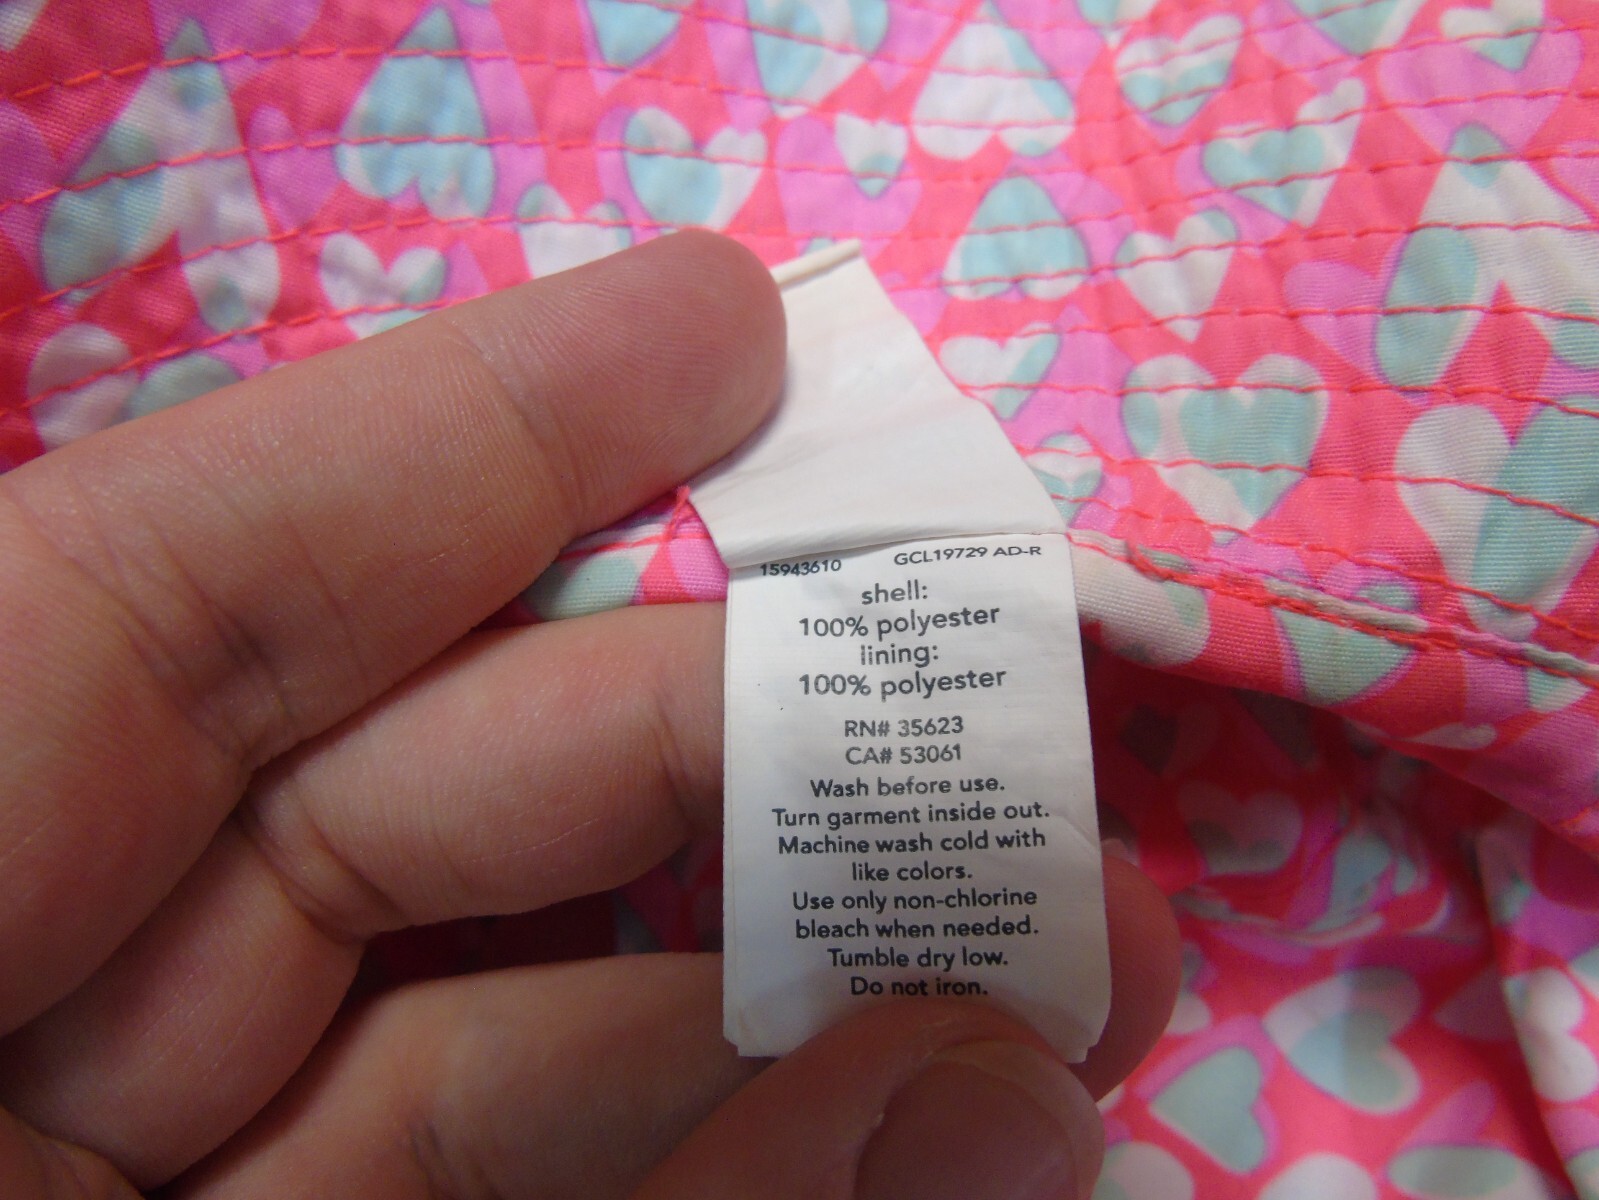 15943610 GCL19729 AD-R
shell:
100% polyester
lining:
100% polyester
RN# 35623
CA# 53061
Wash before use.
Turn garment inside out.
Machine wash cold with
like colors.
Use only non-chlorine
bleach when needed.
Tumble dry low.
Do not iron.